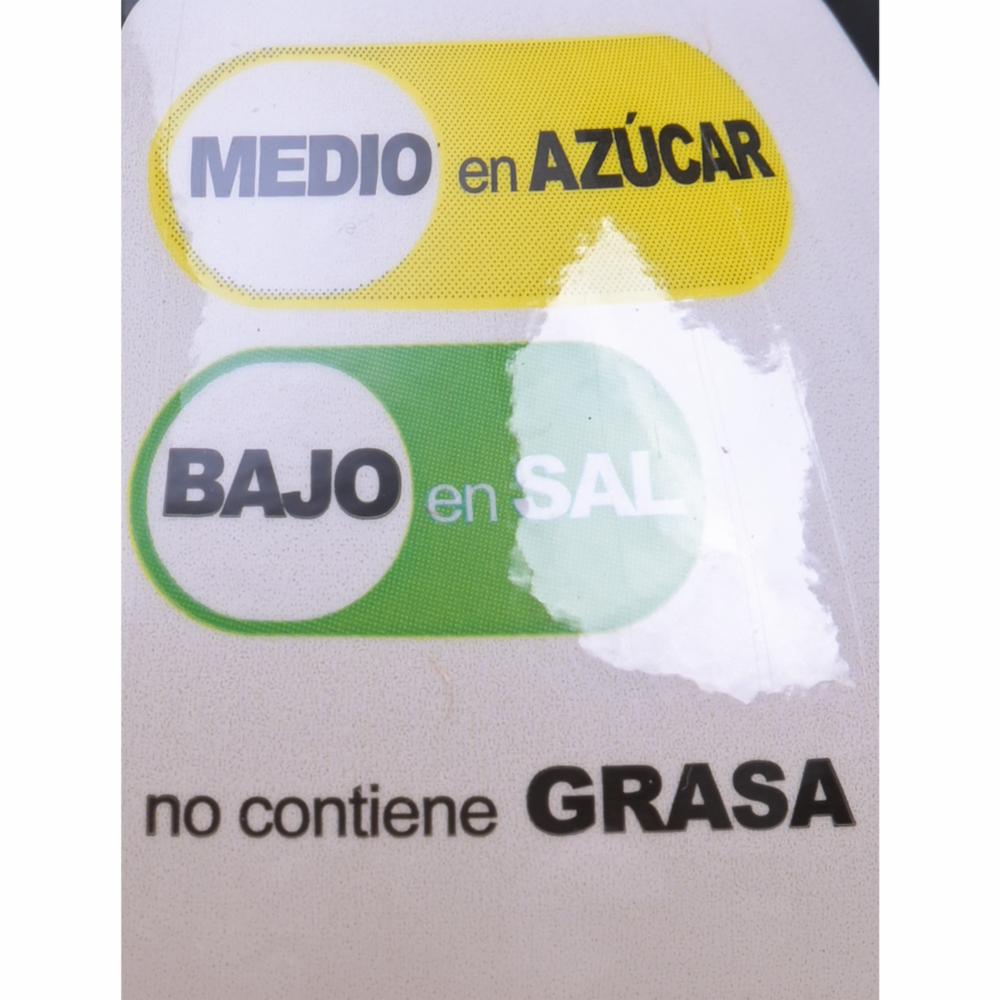 MEDIO en AZÚCAR
BAJO en SAL
no contiene GRASA